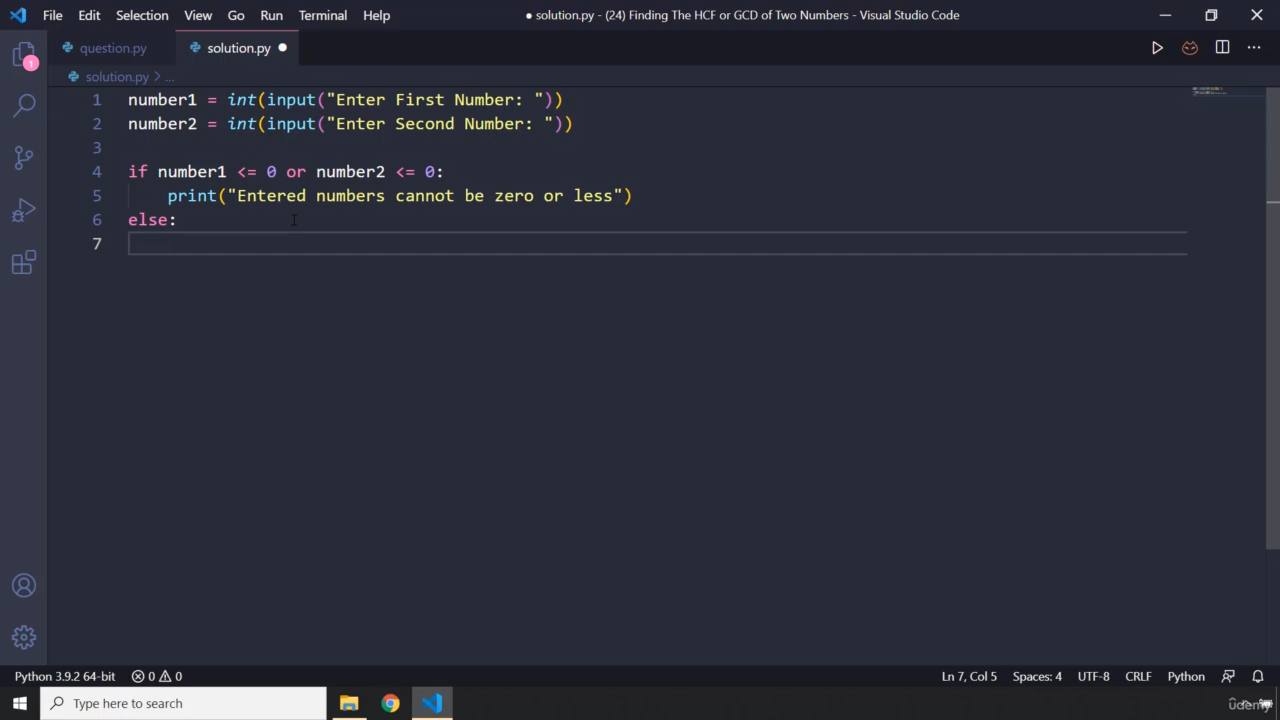 File Edit Selection View Go Run Terminal Help
● solution.py - (24) Finding The HCF or GCD of Two Numbers - Visual Studio Code
question.py
solution.py
solution.py > ...
1 number1 = int(input("Enter First Number: "))
2 number2 = int(input("Enter Second Number: "))
3
4 if number1 <= 0 or number2 <= 0:
5 print("Entered numbers cannot be zero or less")
6 else:
7
1
Python 3.9.2 64-bit 0 0 Ln 7, Col 5 Spaces: 4 UTF-8 CRLF Python
Type here to search
udemy